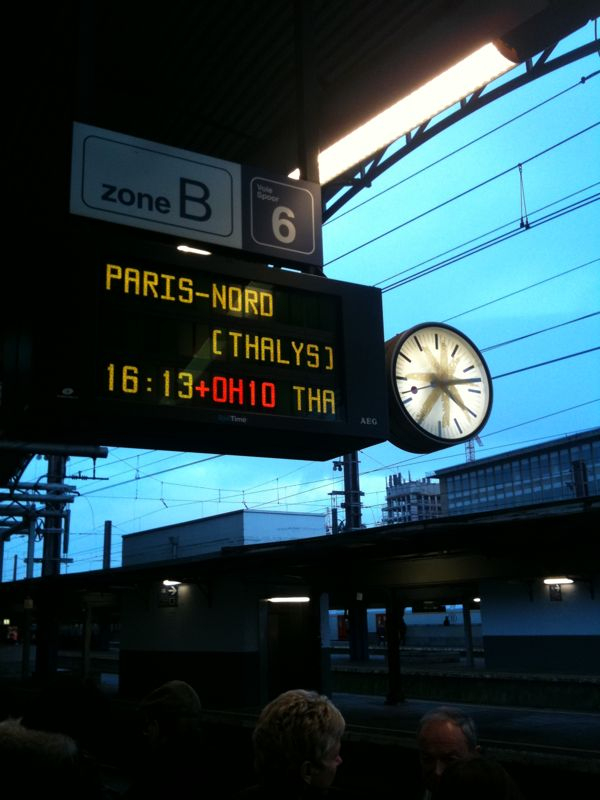 zone B
Voie
Spoor
6
PARIS-NORD
[THALYS]
16:13+0H10 THA
AEG